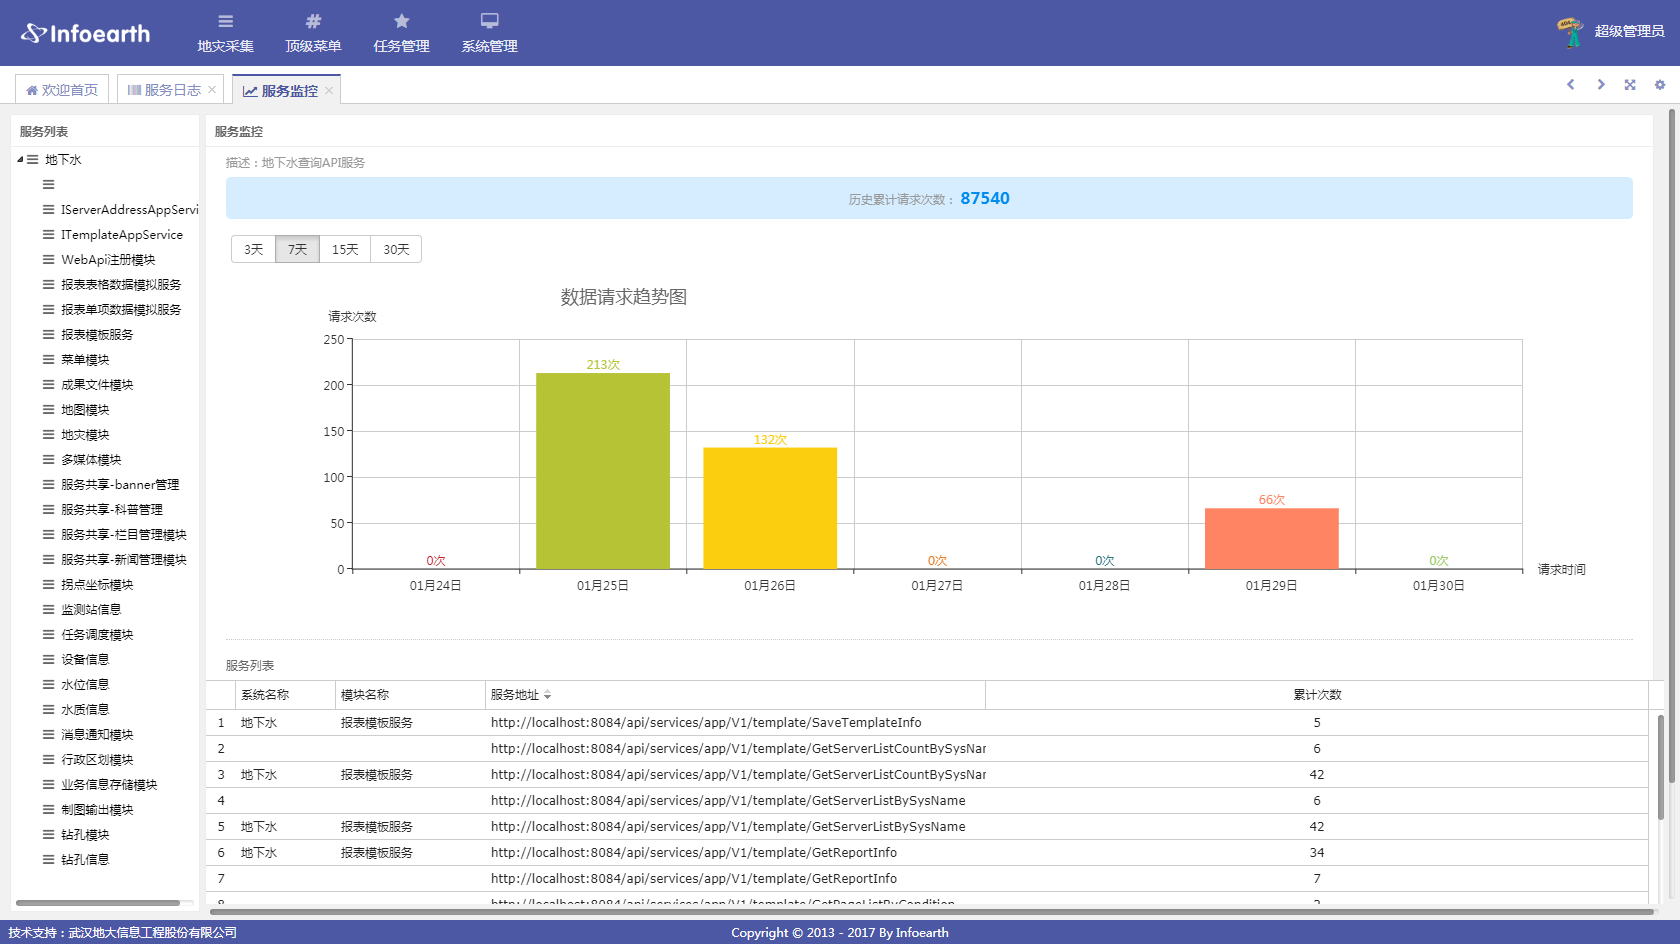 Infoearth
地灾采集
顶级菜单
任务管理
系统管理
超级管理员
欢迎首页
服务日志
服务监控
服务列表
地下水
IServerAddressAppServi
ITemplateAppService
WebApi注册模块
报表表格数据模拟服务
报表单项数据模拟服务
报表模板服务
菜单模块
成果文件模块
地图模块
地灾模块
多媒体模块
服务共享-banner管理
服务共享-科普管理
服务共享-栏目管理模块
服务共享-新闻管理模块
拐点坐标模块
监测站信息
任务调度模块
设备信息
水位信息
水质信息
消息通知模块
行政区划模块
业务信息存储模块
制图输出模块
钻孔模块
钻孔信息
服务监控
描述：地下水查询API服务
历史累计请求次数： 87540
3天 7天 15天 30天
数据请求趋势图
请求次数
250
200
150
100
50
0
0次
213次
132次
0次
0次
66次
0次
01月24日 01月25日 01月26日 01月27日 01月28日 01月29日 01月30日
请求时间
服务列表
系统名称 模块名称 服务地址 累计次数
1 地下水 报表模板服务 http://localhost:8084/api/services/app/V1/template/SaveTemplateInfo 5
2 http://localhost:8084/api/services/app/V1/template/GetServerListCountBySysNar 6
3 地下水 报表模板服务 http://localhost:8084/api/services/app/V1/template/GetServerListCountBySysNar 42
4 http://localhost:8084/api/services/app/V1/template/GetServerListBySysName 6
5 地下水 报表模板服务 http://localhost:8084/api/services/app/V1/template/GetServerListBySysName 42
6 地下水 报表模板服务 http://localhost:8084/api/services/app/V1/template/GetReportInfo 34
7 http://localhost:8084/api/services/app/V1/template/GetReportInfo 7
8 http://localhost:8084/api/services/app/V1/template/GetPageListByCondition
技术支持：武汉地大信息工程股份有限公司
Copyright © 2013 - 2017 By Infoearth